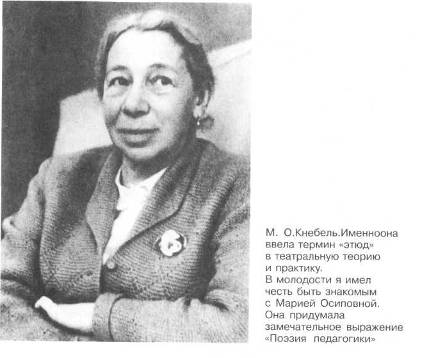 М. О.Кнебель.Именноона
ввела термин «этюд»
в театральную теорию
и практику.
В молодости я имел
честь быть знакомым
с Марией Осиповной.
Она придумала
замечательное выражение
«Поэзия педагогики»